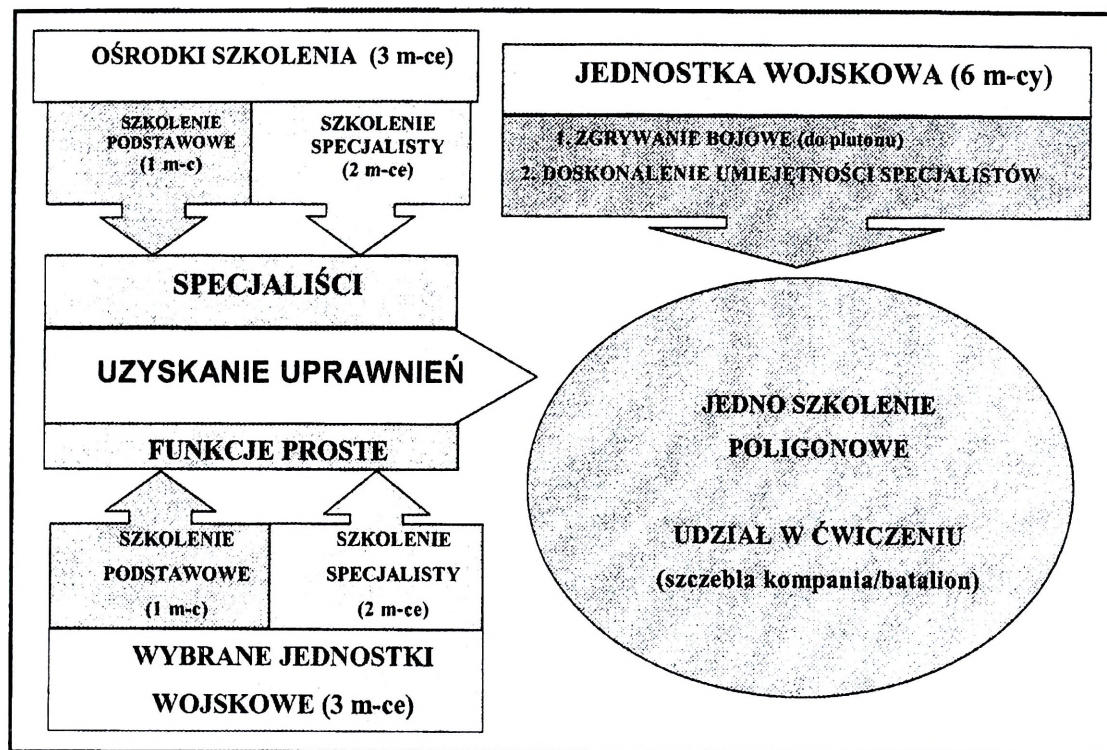 OŚRODKI SZKOLENIA (3 m-ce)
SZKOLENIE
PODSTAWOWE
(1 m-c)
SZKOLENIE
SPECJALISTY
(2 m-ce)
SPECJALIŚCI
UZYSKANIE UPRAWNIEŃ
FUNKCJE PROSTE
SZKOLENIE
PODSTAWOWE
(1 m-c)
SZKOLENIE
SPECJALISTY
(2 m-ce)
WYBRANE JEDNOSTKI
WOJSKOWE (3 m-ce)
JEDNOSTKA WOJSKOWA (6 m-cy)
1. ZGRYWANIE BOJOWE (do plutonu)
2. DOSKONALENIE UMIEJĘTNOŚCI SPECJALISTÓW
JEDNO SZKOLENIE
POLIGONOWE
UDZIAŁ W ĆWICZENIU
(szczebla kompania/batalion)